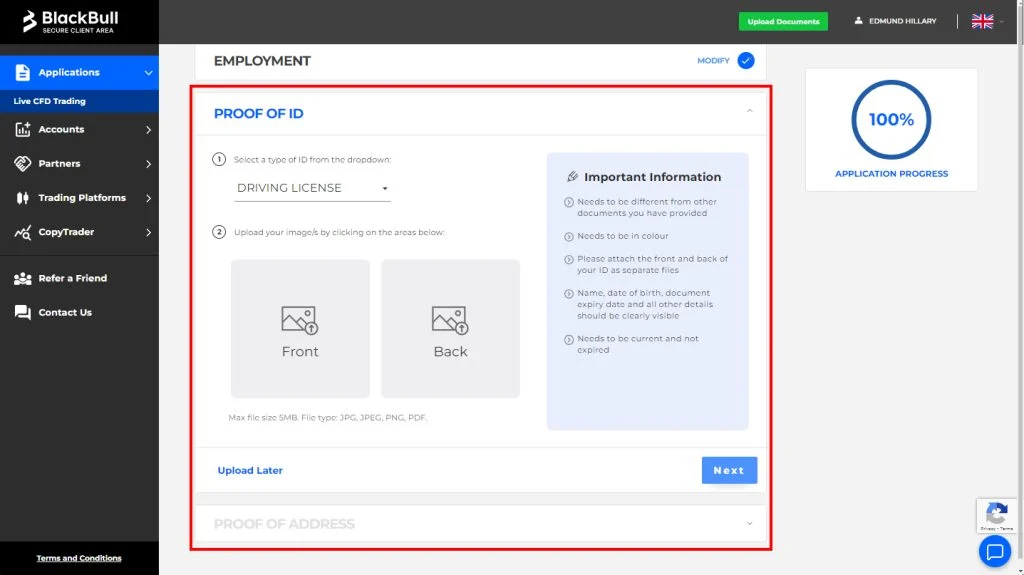 BlackBull
SECURE CLIENT AREA
Upload Documents
EDMUND HILLARY
Applications
Live CFD Trading
Accounts
Partners
Trading Platforms
CopyTrader
Refer a Friend
Contact Us
Terms and Conditions
EMPLOYMENT
MODIFY
PROOF OF ID
1 Select a type of ID from the dropdown:
DRIVING LICENSE
2 Upload your image/s by clicking on the areas below:
Front
Back
Max file size 5MB. File type: JPG, JPEG, PNG, PDF.
Important Information
Needs to be different from other
documents you have provided
Needs to be in colour
Please attach the front and back of
your ID as separate files
Name, date of birth, document
expiry date and all other details
should be clearly visible
Needs to be current and not
expired
Upload Later
Next
PROOF OF ADDRESS
100%
APPLICATION PROGRESS
Privacy - Terms